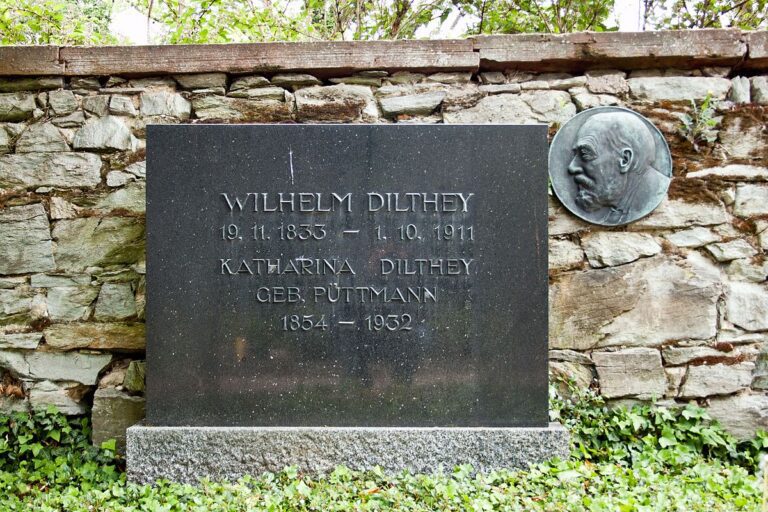 WILHELM DILTHEY
19. 11. 1833 – 1. 10. 1911
KATHARINA DILTHEY
GEB. PÜTTMANN
1854 – 1932